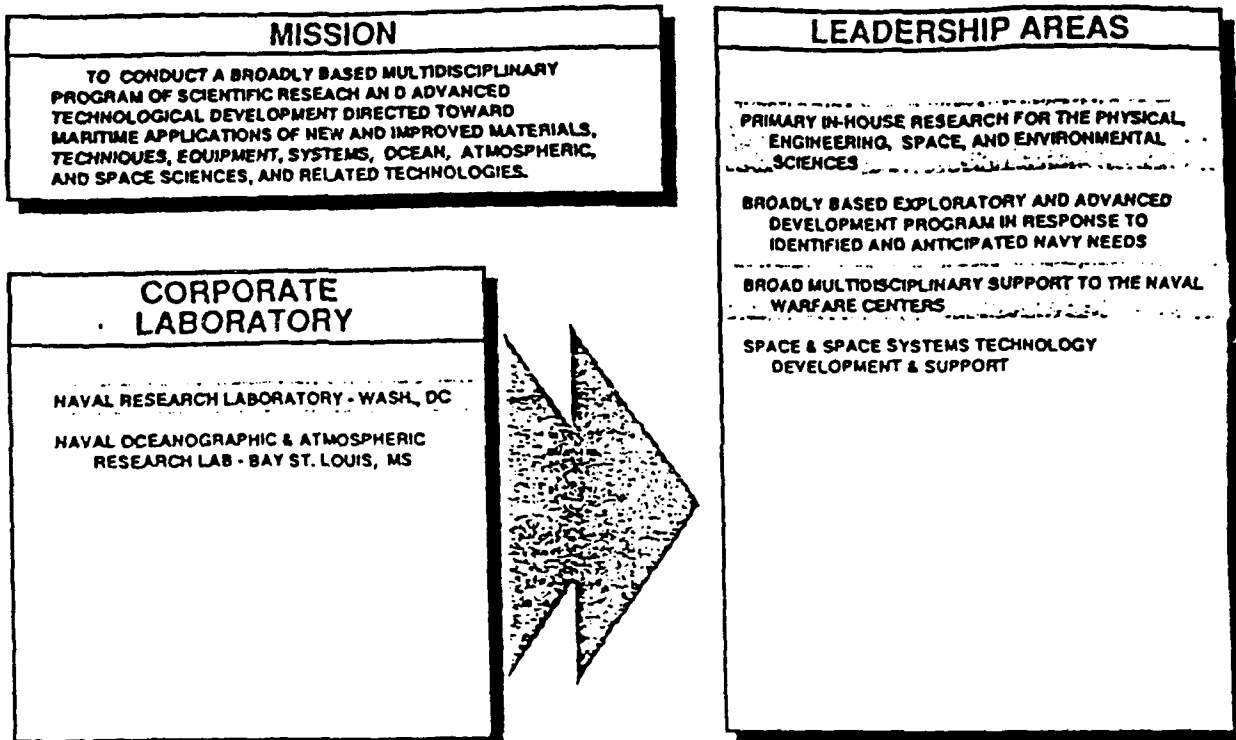 MISSION
TO CONDUCT A BROADLY BASED MULTIDISCIPLINARY
PROGRAM OF SCIENTIFIC RESEACH AN D ADVANCED
TECHNOLOGICAL DEVELOPMENT DIRECTED TOWARD
MARITIME APPLICATIONS OF NEW AND IMPROVED MATERIALS,
TECHNIQUES, EQUIPMENT, SYSTEMS, OCEAN, ATMOSPHERIC,
AND SPACE SCIENCES, AND RELATED TECHNOLOGIES.
CORPORATE
LABORATORY
NAVAL RESEARCH LABORATORY - WASH., DC
NAVAL OCEANOGRAPHIC & ATMOSPHERIC
RESEARCH LAB - BAY ST. LOUIS, MS
LEADERSHIP AREAS
PRIMARY IN-HOUSE RESEARCH FOR THE PHYSICAL,
ENGINEERING, SPACE, AND ENVIRONMENTAL
SCIENCES
BROADLY BASED EXPLORATORY AND ADVANCED
DEVELOPMENT PROGRAM IN RESPONSE TO
IDENTIFIED AND ANTICIPATED NAVY NEEDS
BROAD MULTIDISCIPLINARY SUPPORT TO THE NAVAL
WARFARE CENTERS
SPACE & SPACE SYSTEMS TECHNOLOGY
DEVELOPMENT & SUPPORT